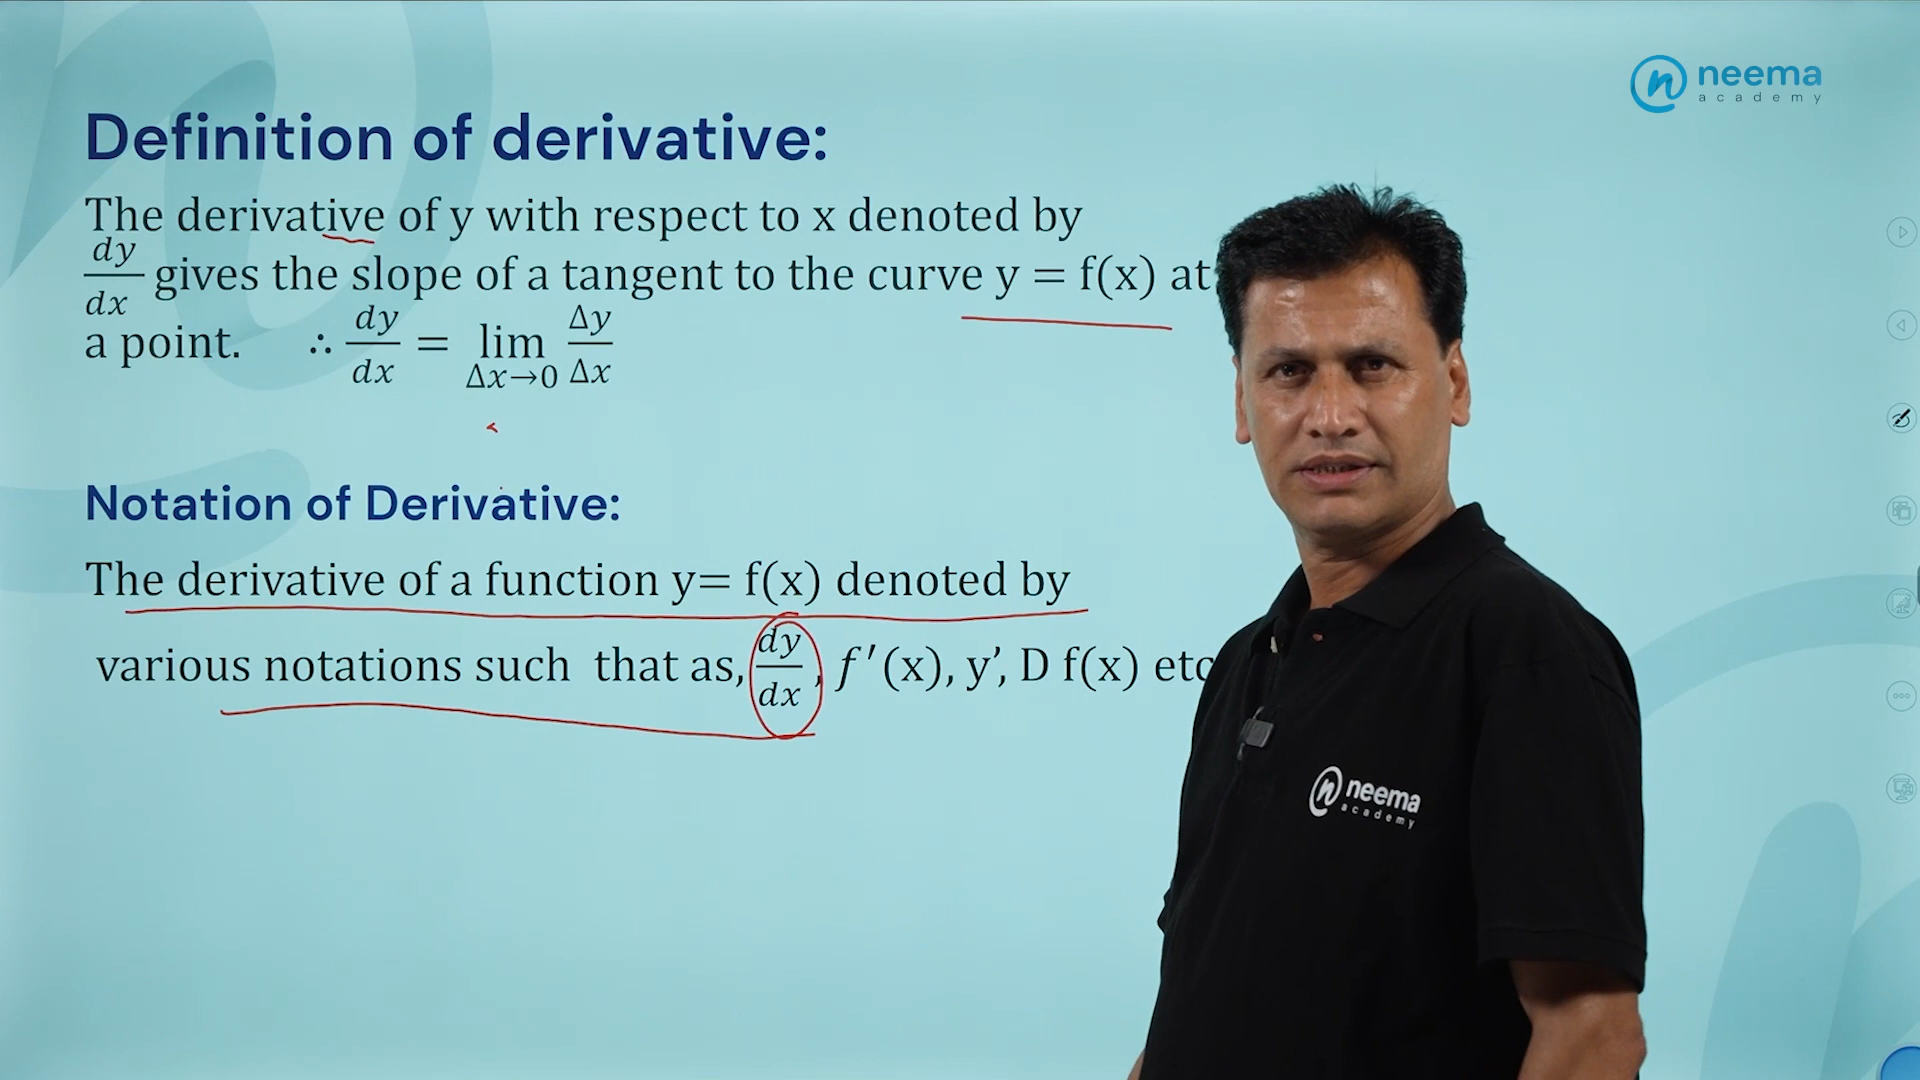 neema
academy
Definition of derivative:
The derivative of y with respect to x denoted by
dy/dx gives the slope of a tangent to the curve y = f(x) at
a point. ∴ dy/dx = lim Δx→0 Δy/Δx
Notation of Derivative:
The derivative of a function y= f(x) denoted by
various notations such that as, dy/dx, f′(x), y’, D f(x) etc
neema
academy